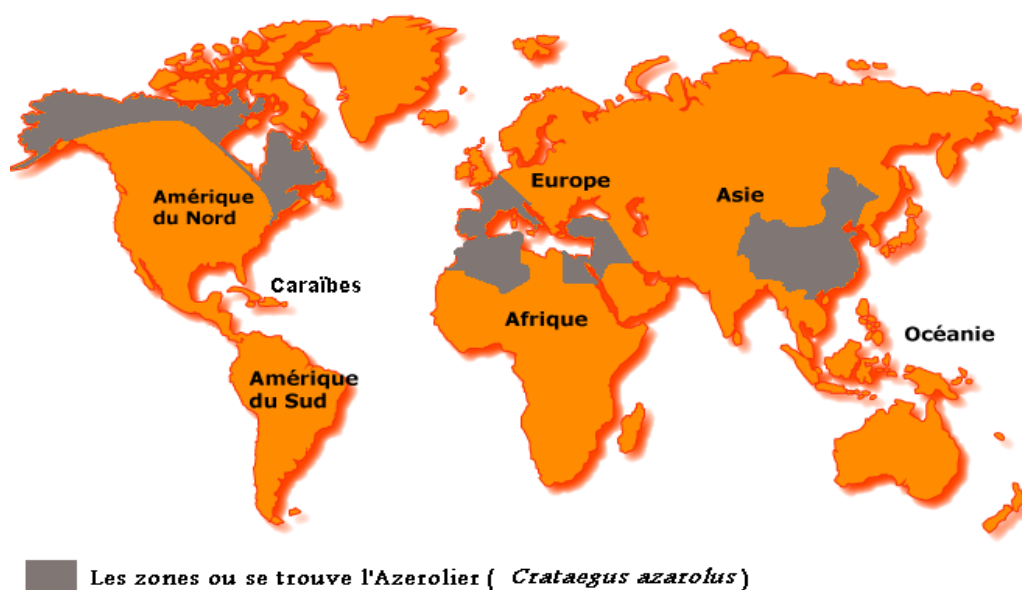 Europe
Asie
Amérique
du Nord
Caraïbes
Afrique
Océanie
Amérique
du Sud
Les zones ou se trouve l'Azerolier ( Crataegus azarolus )